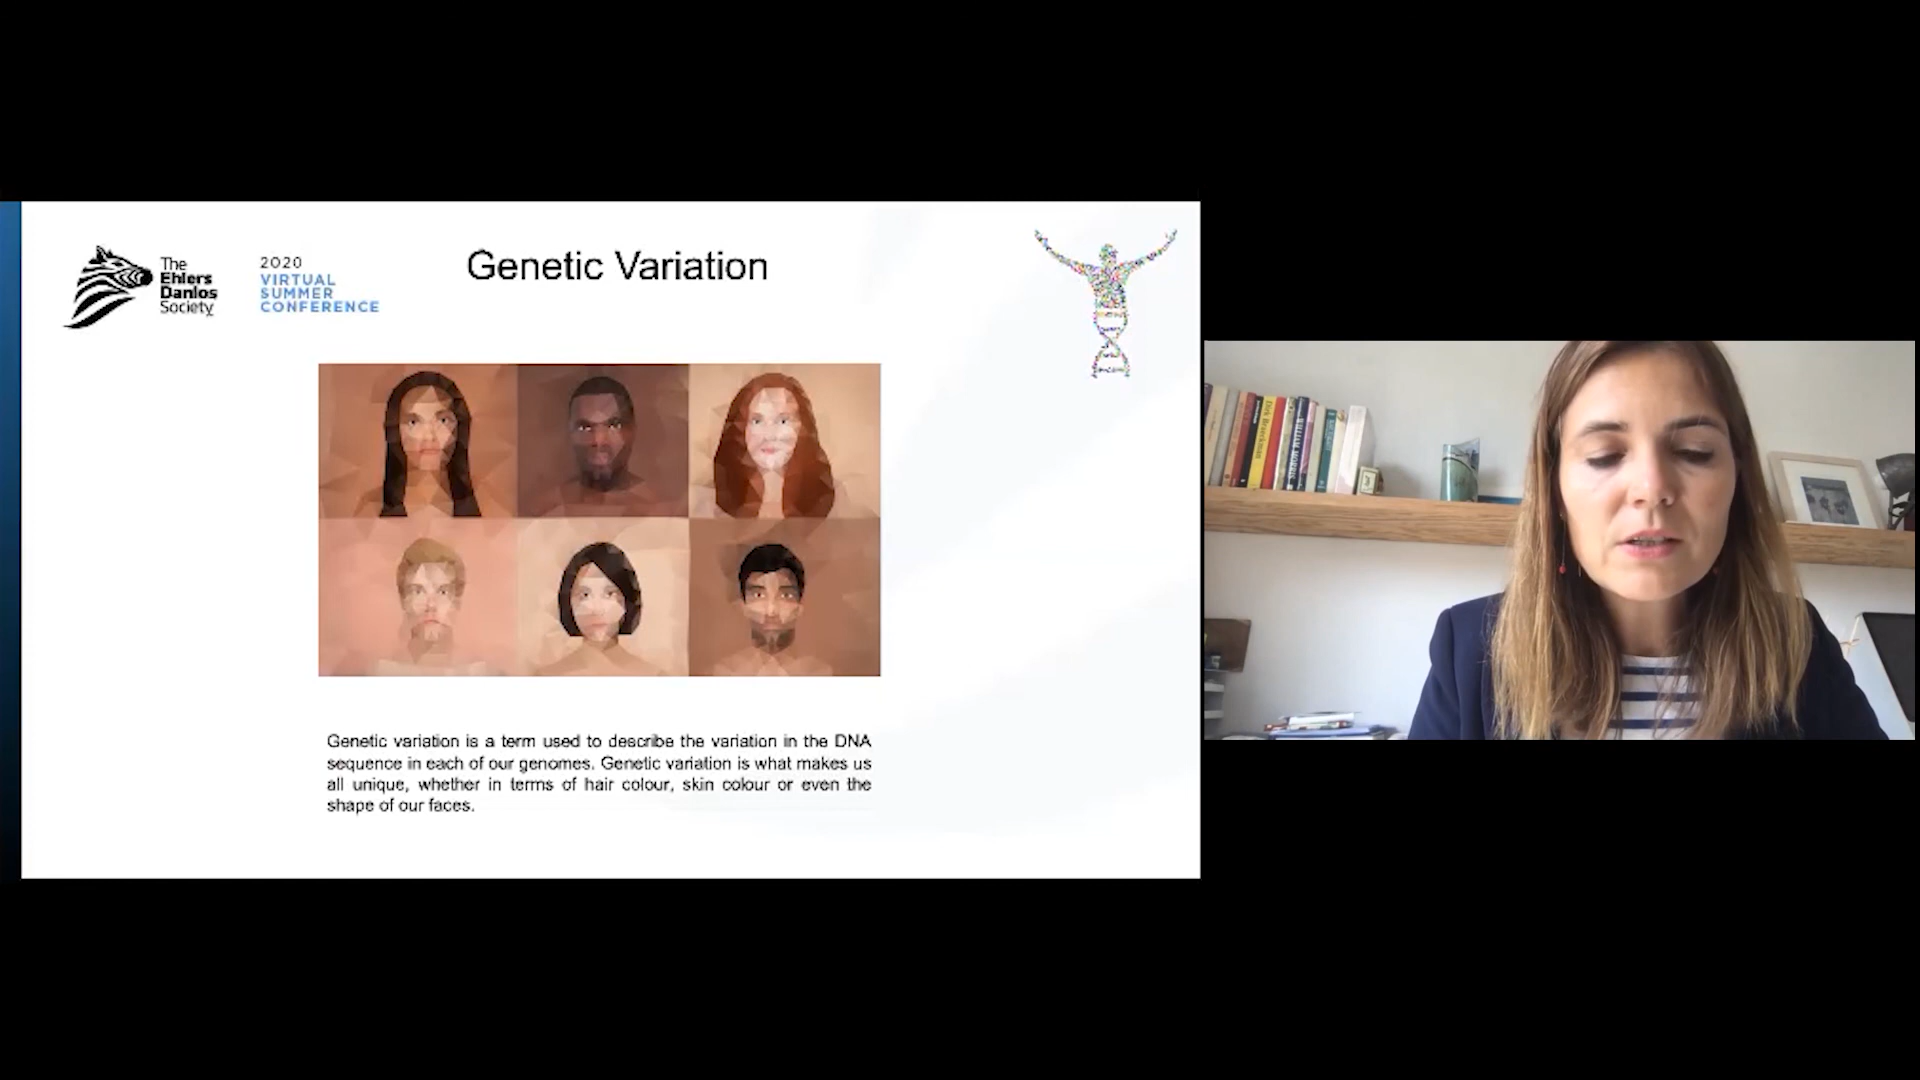 The
Ehlers
Danlos
Society
2020
VIRTUAL
SUMMER
CONFERENCE
Genetic Variation
Genetic variation is a term used to describe the variation in the DNA
sequence in each of our genomes. Genetic variation is what makes us
all unique, whether in terms of hair colour, skin colour or even the
shape of our faces.